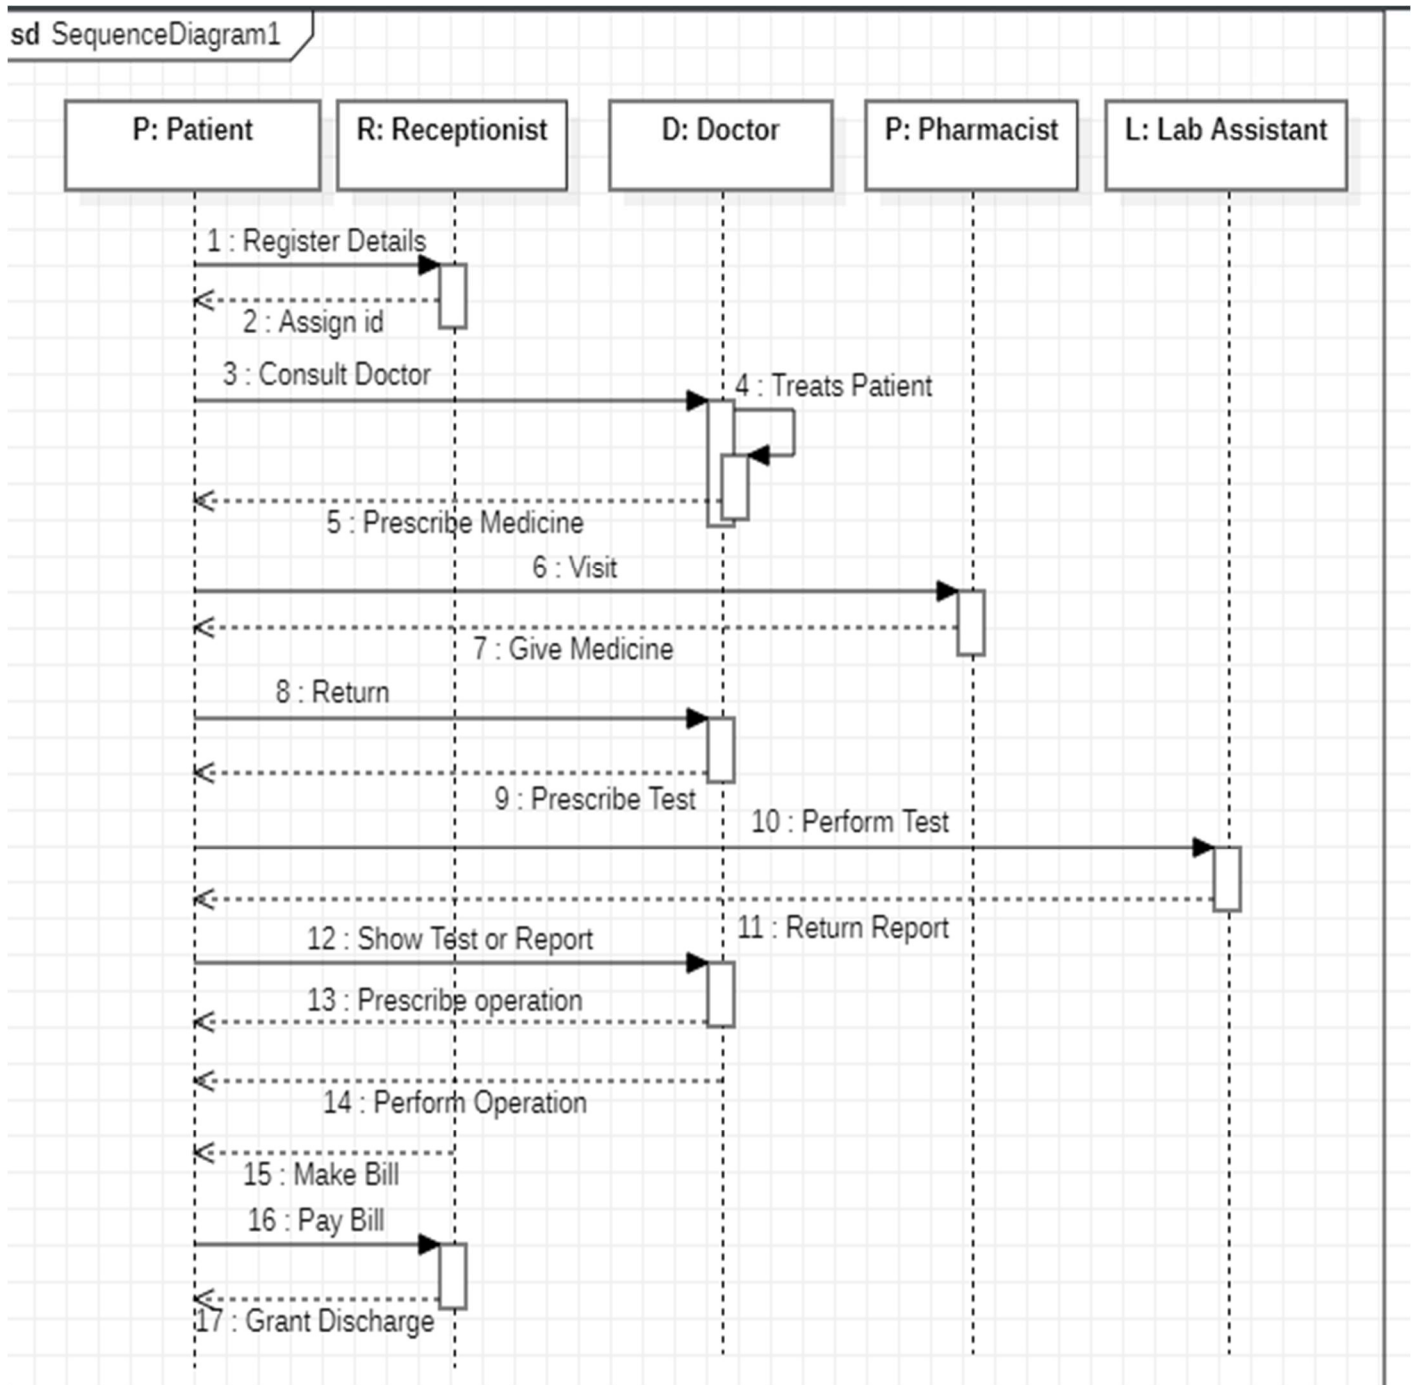 sd SequenceDiagram1
P: Patient
R: Receptionist
D: Doctor
P: Pharmacist
L: Lab Assistant
1 : Register Details
2 : Assign id
3 : Consult Doctor
4 : Treats Patient
5 : Prescribe Medicine
6 : Visit
7 : Give Medicine
8 : Return
9 : Prescribe Test
10 : Perform Test
11 : Return Report
12 : Show Test or Report
13 : Prescribe operation
14 : Perform Operation
15 : Make Bill
16 : Pay Bill
17 : Grant Discharge